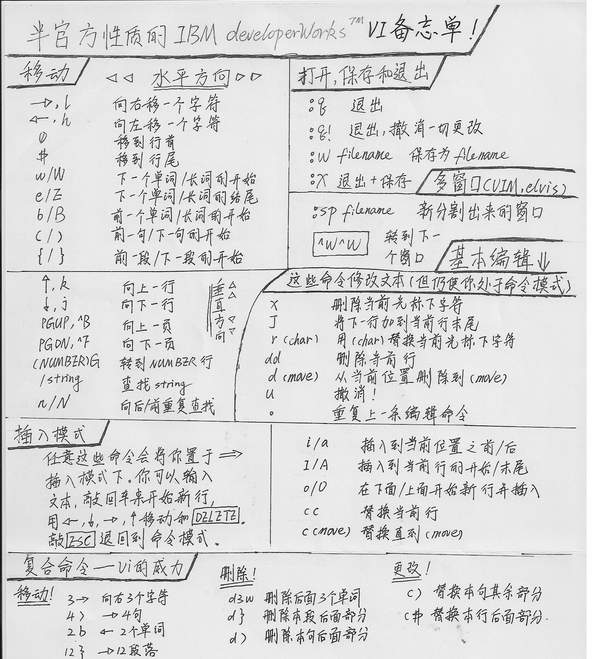 半官方性质的 IBM developerWorks™ VI备忘单!
移动
◁◁ 水平方向 ▷▷
→, l 向右移一个字符
←, h 向左移一个字符
0 移到行首
$ 移到行尾
w/W 下一个单词/长词的开始
e/E 下一个单词/长词的结尾
b/B 前一个单词/长词的开始
( / ) 前一句/下一句的开始
{ / } 前一段/下一段的开始
打开,保存和退出
:q 退出
:q! 退出,撤消一切更改
:w filename 保存为 filename
:x 退出+保存
多窗口(VIM, elvis)
:sp filename 新分割出来的窗口
^W^W 转到下一
个窗口
↑, k 向上一行
↓, j 向下一行
PGUP, ^B 向上一页
PGDN, ^F 向下一页
(NUMBER)G 转到 NUMBER 行
/string 查找 string
n/N 向后/前重复查找
垂直方向
基本编辑↓
这些命令修改文本(但仍使你处于命令模式)
x 删除当前光标下字符
J 将下一行加到当前行末尾
r (char) 用(char)替换当前光标下字符
dd 删除当前行
d (move) 从当前位置删除到(move)
u 撤消!
. 重复上一条编辑命令
插入模式
任意这些命令会将你置于 ⇒
插入模式下.你可以输入
文本,敲回车来开始新行,
用←,↓,→,↑移动和 DELETE.
敲 ESC 退回到命令模式.
i/a 插入到当前位置之前/后
I/A 插入到当前行的开始/末尾
o/O 在下面/上面开始新行并插入
cc 替换当前行
c(move) 替换直到(move)
复合命令——Vi的威力
移动!
3→ 向右3个字符
4) →4句
2b ←2个单词
12} →12段落
删除!
d3w 删除后面3个单词
d} 删除本段后面部分
d) 删除本句后面部分
更改!
c) 替换本句其余部分
c$ 替换本行后面部分.